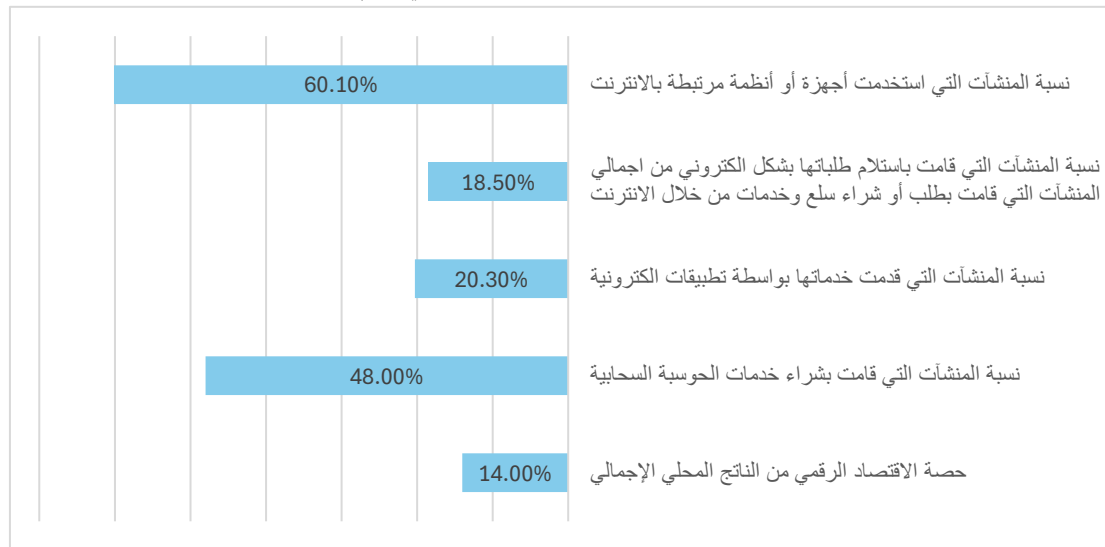 نسبة المنشآت التي استخدمت أجهزة أو أنظمة مرتبطة بالانترنت
60.10%
نسبة المنشآت التي قامت باستلام طلباتها بشكل الكتروني من اجمالي
المنشآت التي قامت بطلب أو شراء سلع وخدمات من خلال الانترنت
18.50%
نسبة المنشآت التي قدمت خدماتها بواسطة تطبيقات الكترونية
20.30%
نسبة المنشآت التي قامت بشراء خدمات الحوسبة السحابية
48.00%
حصة الاقتصاد الرقمي من الناتج المحلي الإجمالي
14.00%